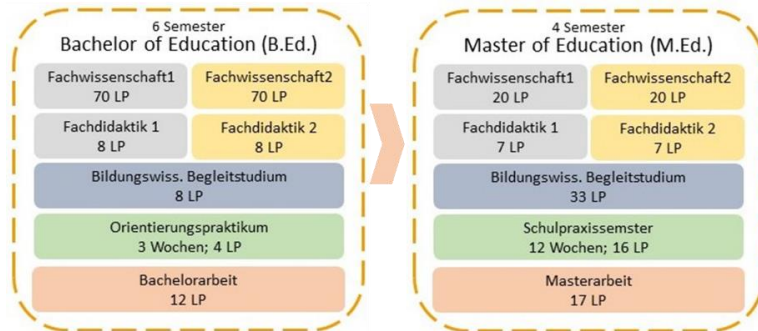 6 Semester
Bachelor of Education (B.Ed.)
Fachwissenschaft1
70 LP
Fachwissenschaft2
70 LP
Fachdidaktik 1
8 LP
Fachdidaktik 2
8 LP
Bildungswiss. Begleitstudium
8 LP
Orientierungspraktikum
3 Wochen; 4 LP
Bachelorarbeit
12 LP
4 Semester
Master of Education (M.Ed.)
Fachwissenschaft1
20 LP
Fachwissenschaft2
20 LP
Fachdidaktik 1
7 LP
Fachdidaktik 2
7 LP
Bildungswiss. Begleitstudium
33 LP
Schulpraxissemster
12 Wochen; 16 LP
Masterarbeit
17 LP